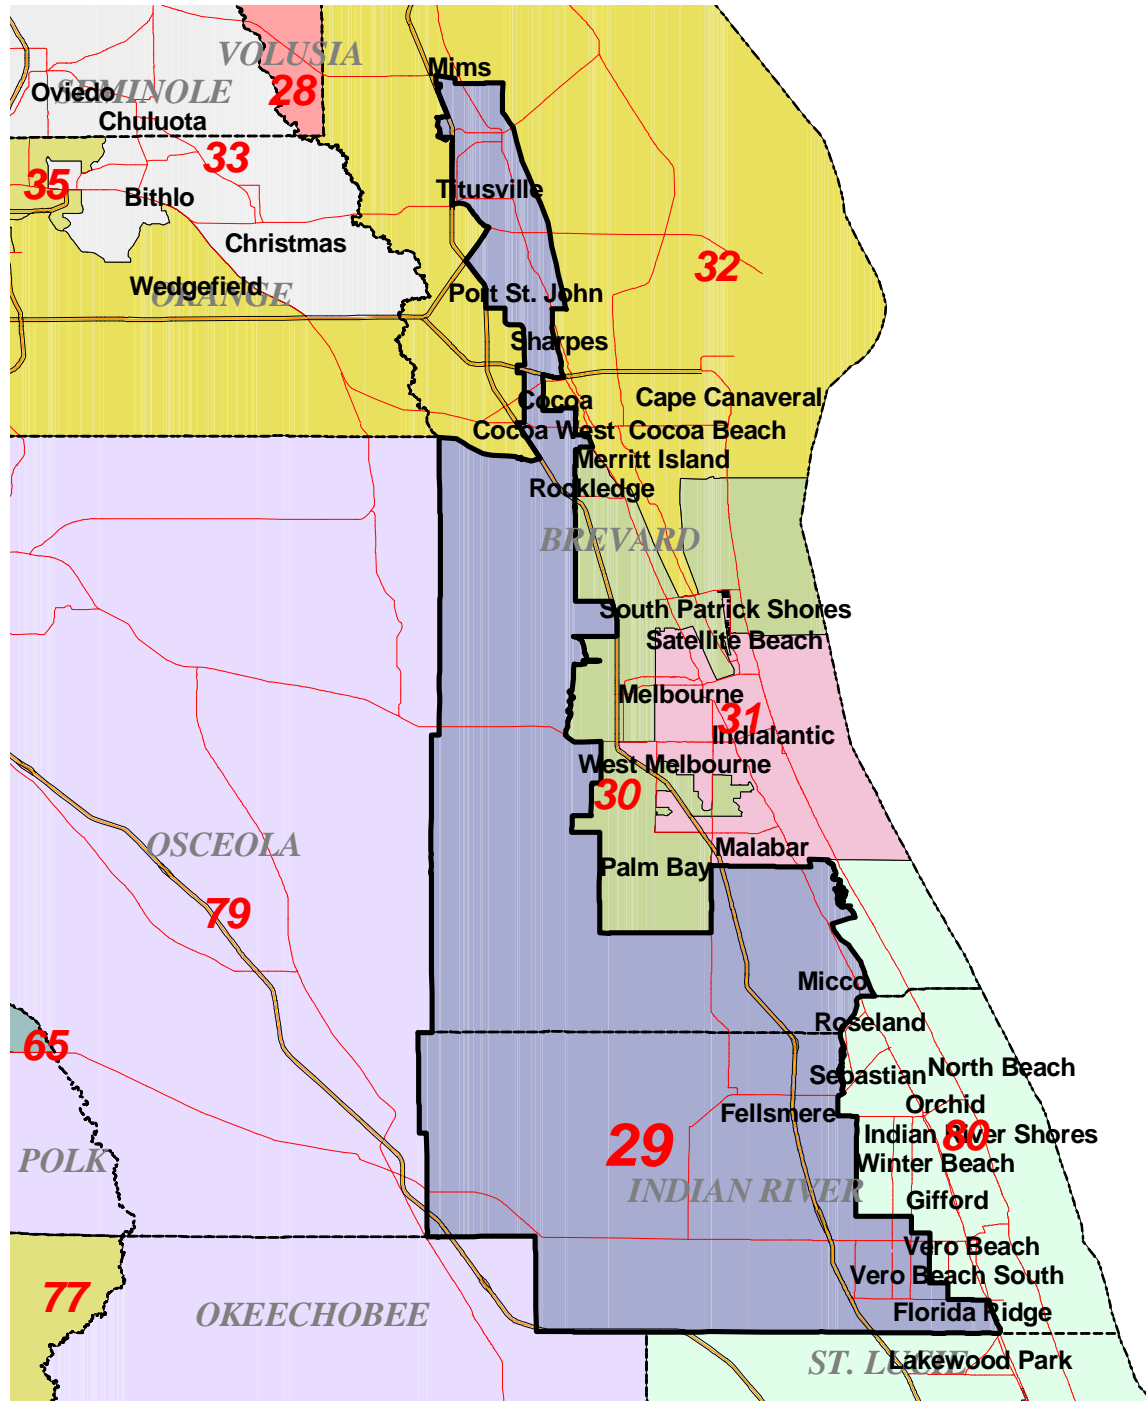 VOLUSIA
Mims
28
Oviedo
SEMINOLE
Chuluota
33
35
Bithlo
Titusville
Christmas
32
Wedgefield
ORANGE
Port St. John
Sharpes
Cocoa
Cape Canaveral
Cocoa West
Cocoa Beach
Merritt Island
Rockledge
BREVARD
South Patrick Shores
Satellite Beach
Melbourne
31
Indialantic
West Melbourne
30
OSCEOLA
Malabar
Palm Bay
79
Micco
Roseland
65
Sebastian
North Beach
Orchid
Fellsmere
29
Indian River Shores
80
POLK
Winter Beach
INDIAN RIVER
Gifford
Vero Beach
Vero Beach South
77
OKEECHOBEE
Florida Ridge
ST. LUCIE
Lakewood Park